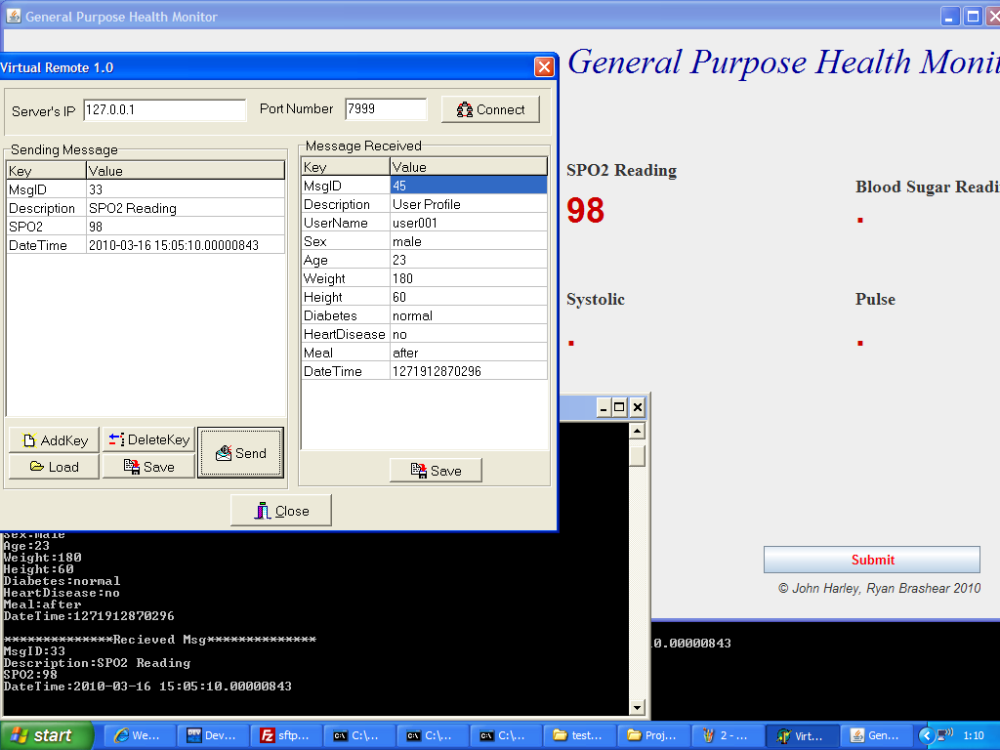 General Purpose Health Monitor
General Purpose Health Monit
Virtual Remote 1.0
Server's IP 127.0.0.1 Port Number 7999 Connect
Sending Message
Key Value
MsgID 33
Description SPO2 Reading
SPO2 98
DateTime 2010-03-16 15:05:10.00000843
AddKey DeleteKey Send
Load Save
Message Received
Key Value
MsgID 45
Description User Profile
UserName user001
Sex male
Age 23
Weight 180
Height 60
Diabetes normal
HeartDisease no
Meal after
DateTime 1271912870296
Save
Close
SPO2 Reading
98
Blood Sugar Readi
.
Systolic
.
Pulse
.
Submit
© John Harley, Ryan Brashear 2010
Sex:male
Age:23
Weight:180
Height:60
Diabetes:normal
HeartDisease:no
Meal:after
DateTime:1271912870296
**************Recieved Msg**************
MsgID:33
Description:SPO2 Reading
SPO2:98
DateTime:2010-03-16 15:05:10.00000843
10.00000843
start We... Dev... sftp... C:\... C:\... C:\... test... Proj... 2 - ... Virt... Gen... 1:10